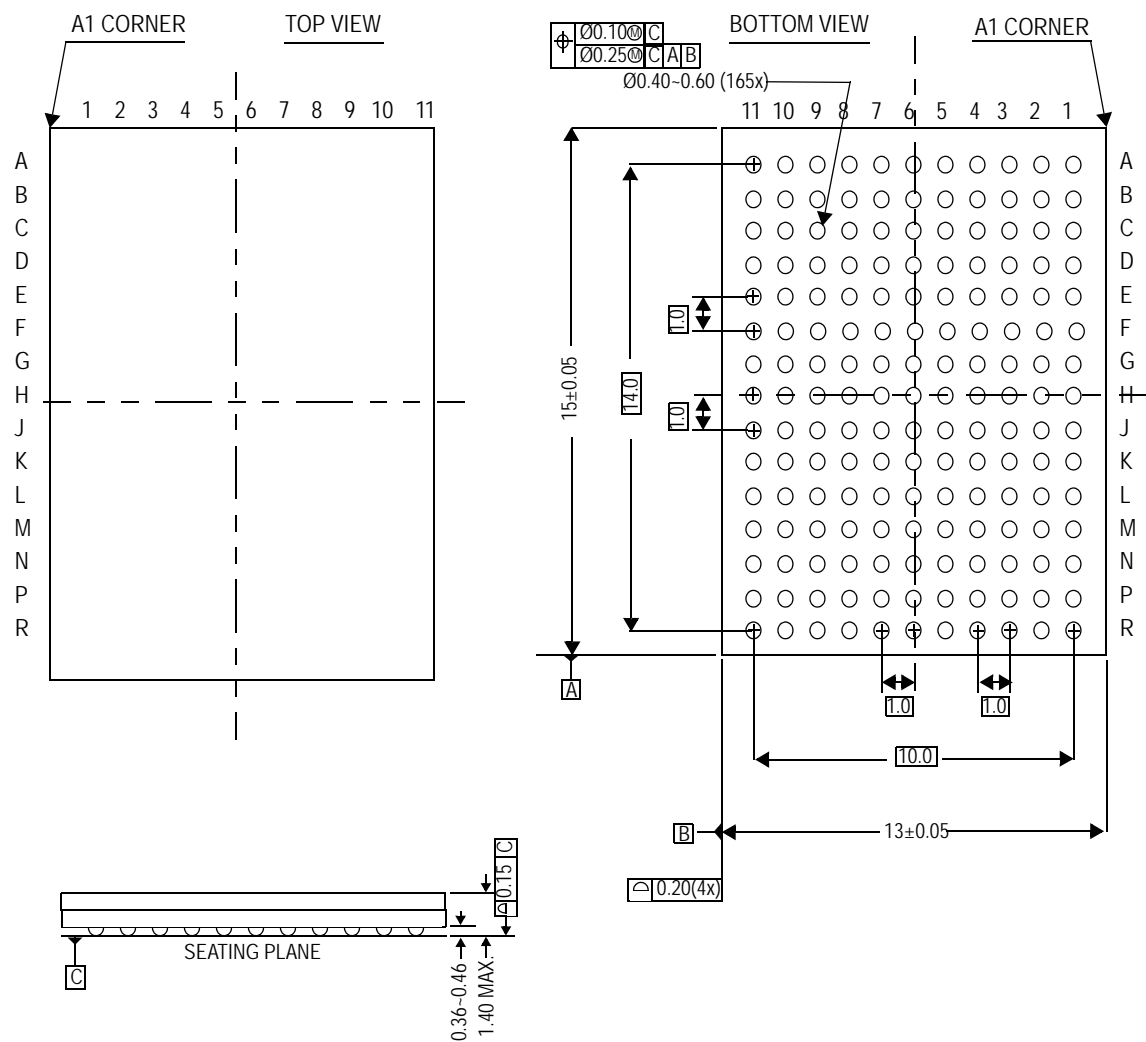 A1 CORNER
TOP VIEW
1 2 3 4 5 6 7 8 9 10 11
A
B
C
D
E
F
G
H
J
K
L
M
N
P
R
Ø0.10Ⓜ C
Ø0.25Ⓜ C A B
BOTTOM VIEW
A1 CORNER
Ø0.40~0.60 (165x)
11 10 9 8 7 6 5 4 3 2 1
A
B
C
D
E
F
G
H
J
K
L
M
N
P
R
1.0
1.0
15±0.05
14.0
A
1.0
1.0
10.0
B
13±0.05
0.20(4x)
0.15 C
SEATING PLANE
C
0.36~0.46
1.40 MAX.